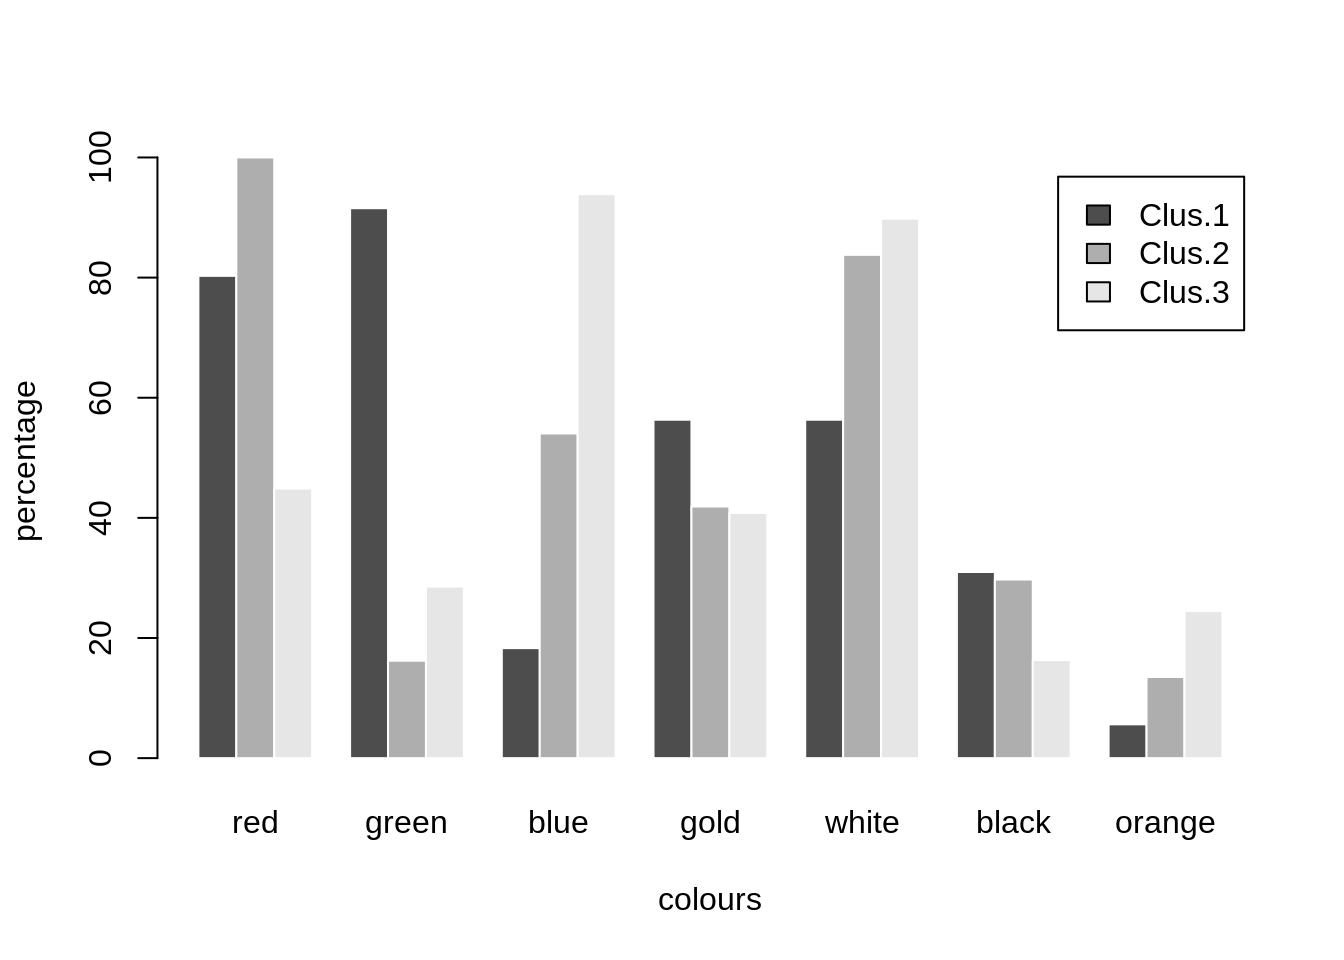 percentage
100
80
60
40
20
0
Clus.1
Clus.2
Clus.3
red green blue gold white black orange
colours